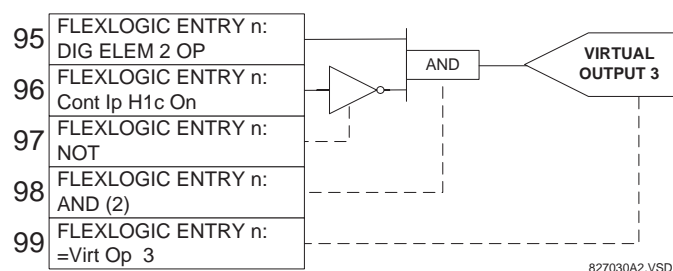 95 FLEXLOGIC ENTRY n:
DIG ELEM 2 OP
96 FLEXLOGIC ENTRY n:
Cont Ip H1c On
97 FLEXLOGIC ENTRY n:
NOT
98 FLEXLOGIC ENTRY n:
AND (2)
99 FLEXLOGIC ENTRY n:
=Virt Op 3
AND
VIRTUAL
OUTPUT 3
827030A2.VSD